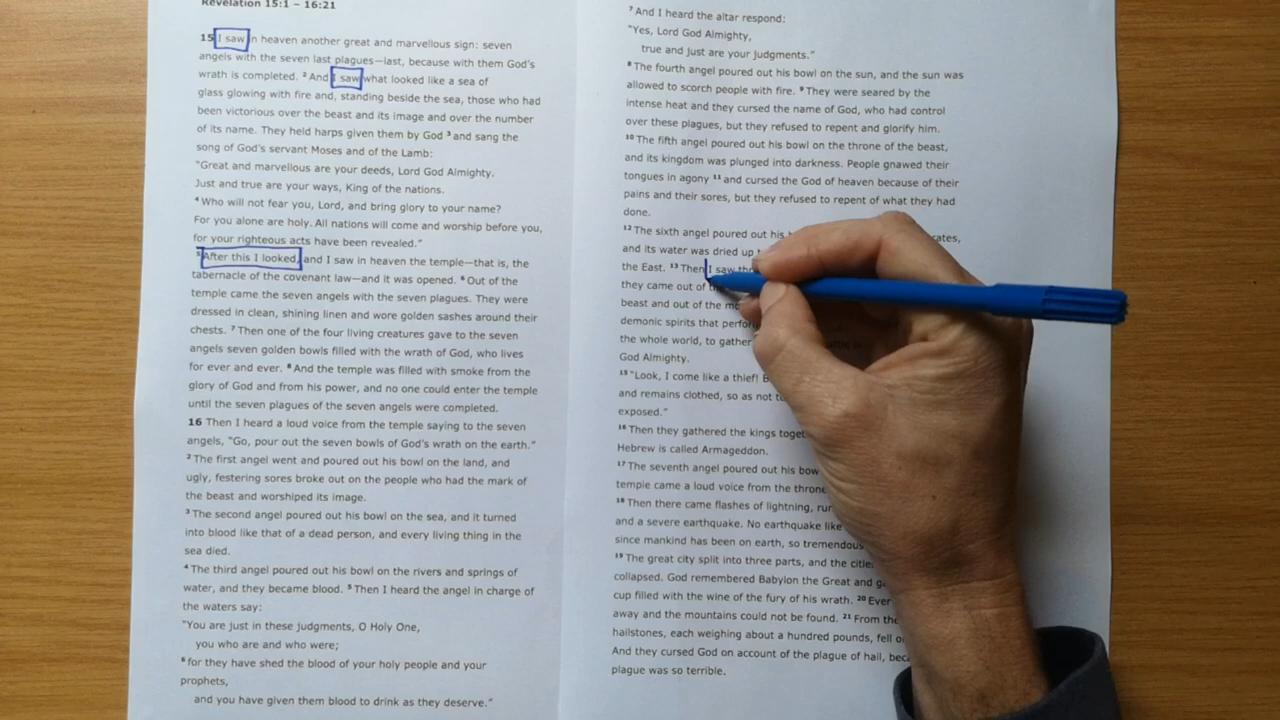 Revelation 15:1 – 16:21
15 I saw in heaven another great and marvellous sign: seven
angels with the seven last plagues—last, because with them God's
wrath is completed. 2 And I saw what looked like a sea of
glass glowing with fire and, standing beside the sea, those who had
been victorious over the beast and its image and over the number
of its name. They held harps given them by God 3 and sang the
song of God's servant Moses and of the Lamb:
"Great and marvellous are your deeds, Lord God Almighty.
Just and true are your ways, King of the nations.
4 Who will not fear you, Lord, and bring glory to your name?
For you alone are holy. All nations will come and worship before you,
for your righteous acts have been revealed."
5 After this I looked, and I saw in heaven the temple—that is, the
tabernacle of the covenant law—and it was opened. 6 Out of the
temple came the seven angels with the seven plagues. They were
dressed in clean, shining linen and wore golden sashes around their
chests. 7 Then one of the four living creatures gave to the seven
angels seven golden bowls filled with the wrath of God, who lives
for ever and ever. 8 And the temple was filled with smoke from the
glory of God and from his power, and no one could enter the temple
until the seven plagues of the seven angels were completed.
16 Then I heard a loud voice from the temple saying to the seven
angels, "Go, pour out the seven bowls of God's wrath on the earth."
2 The first angel went and poured out his bowl on the land, and
ugly, festering sores broke out on the people who had the mark of
the beast and worshiped its image.
3 The second angel poured out his bowl on the sea, and it turned
into blood like that of a dead person, and every living thing in the
sea died.
4 The third angel poured out his bowl on the rivers and springs of
water, and they became blood. 5 Then I heard the angel in charge of
the waters say:
"You are just in these judgments, O Holy One,
you who are and who were;
6 for they have shed the blood of your holy people and your
prophets,
and you have given them blood to drink as they deserve."
7 And I heard the altar respond:
"Yes, Lord God Almighty,
true and just are your judgments."
8 The fourth angel poured out his bowl on the sun, and the sun was
allowed to scorch people with fire. 9 They were seared by the
intense heat and they cursed the name of God, who had control
over these plagues, but they refused to repent and glorify him.
10 The fifth angel poured out his bowl on the throne of the beast,
and its kingdom was plunged into darkness. People gnawed their
tongues in agony 11 and cursed the God of heaven because of their
pains and their sores, but they refused to repent of what they had
done.
12 The sixth angel poured out his
and its water was dried up
the East. 13 Then I saw
they came out of
beast and out of the
demonic spirits that
the whole world, to gather
God Almighty.
15 "Look, I come like a thief!
and remains clothed, so as not
exposed."
16 Then they gathered the kings
Hebrew is called Armageddon.
17 The seventh angel poured out his
temple came a loud voice from the throne
18 Then there came flashes of lightning,
and a severe earthquake. No earthquake like
since mankind has been on earth, so tremendous
19 The great city split into three parts, and the
collapsed. God remembered Babylon the Great and
cup filled with the wine of the fury of his wrath. 20
away and the mountains could not be found. 21 From the
hailstones, each weighing about a hundred pounds, fell
And they cursed God on account of the plague of hail,
plague was so terrible.